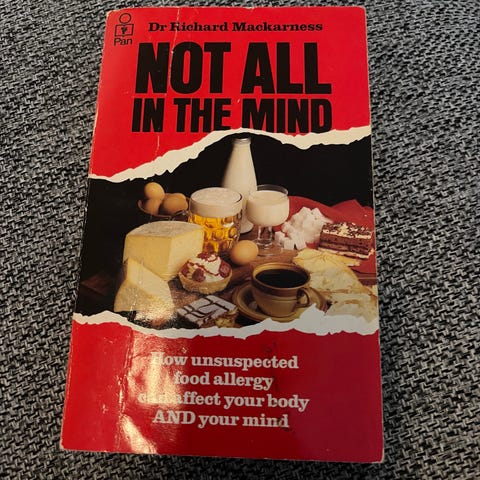 Dr Richard Mackarness
Pan
NOT ALL
IN THE MIND
How unsuspected
food allergy
can affect your body
AND your mind